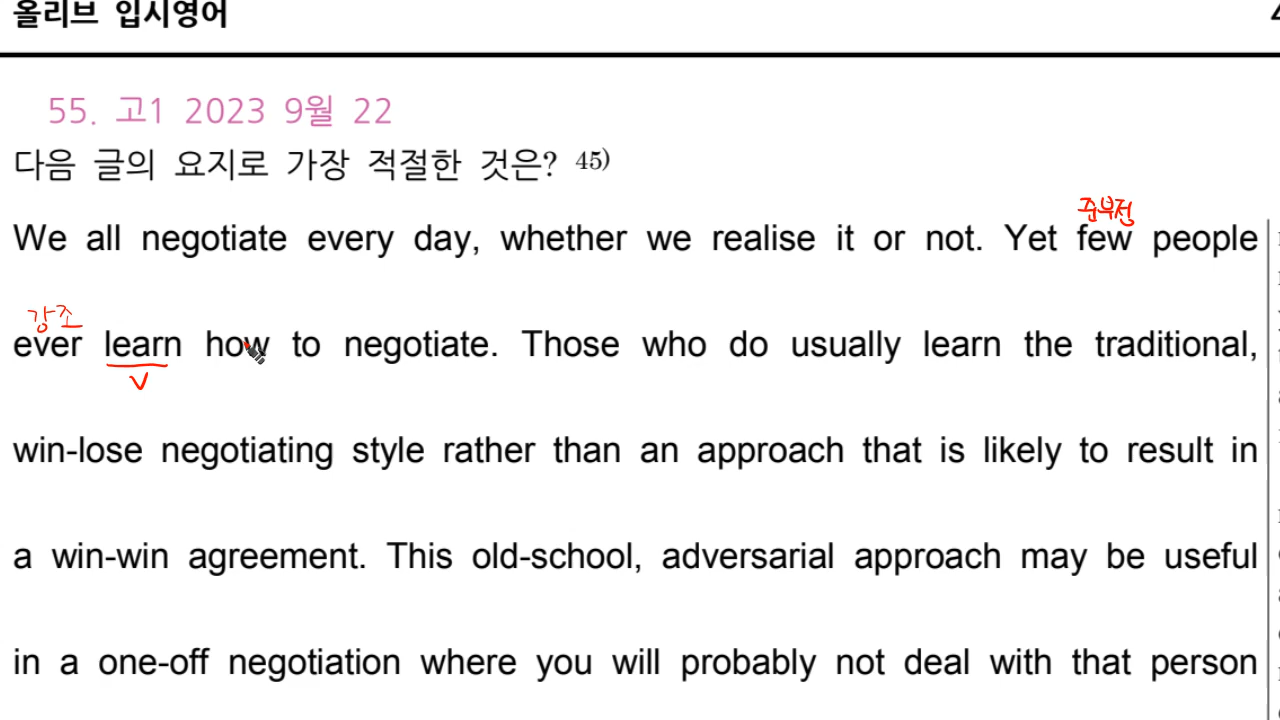 올리브 입시영어
55. 고1 2023 9월 22
다음 글의 요지로 가장 적절한 것은? 45)
준부정
We all negotiate every day, whether we realise it or not. Yet few people
강조
ever learn how to negotiate. Those who do usually learn the traditional,
V
win-lose negotiating style rather than an approach that is likely to result in
a win-win agreement. This old-school, adversarial approach may be useful
in a one-off negotiation where you will probably not deal with that person